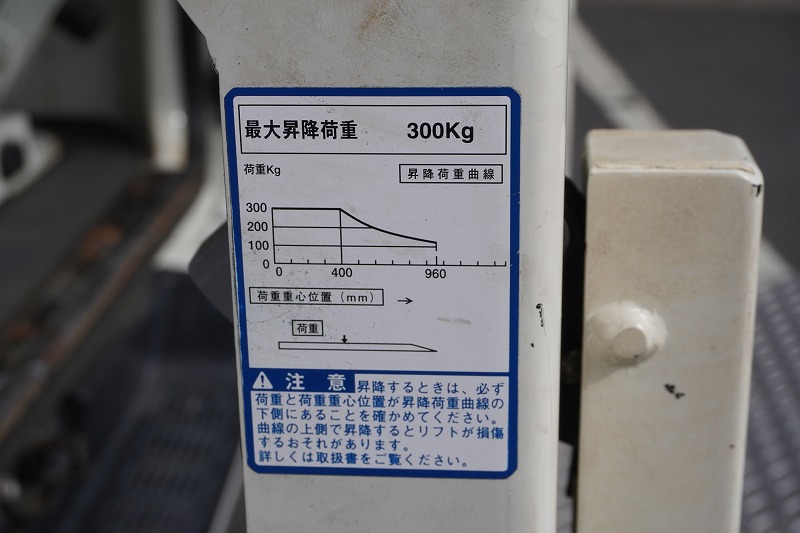 最大昇降荷重 300Kg
荷重Kg
昇降荷重曲線
300
200
100
0
0 400 960
荷重重心位置(mm) →
荷重
注意 昇降するときは、必ず
荷重と荷重重心位置が昇降荷重曲線の
下側にあることを確かめてください。
曲線の上側で昇降するとリフトが損傷
するおそれがあります。
詳しくは取扱書をご覧ください。